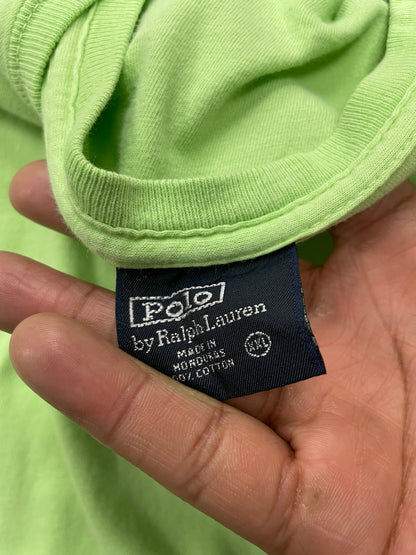 Polo
by Ralph Lauren
MADE IN
HONDURAS
XXL
COTTON